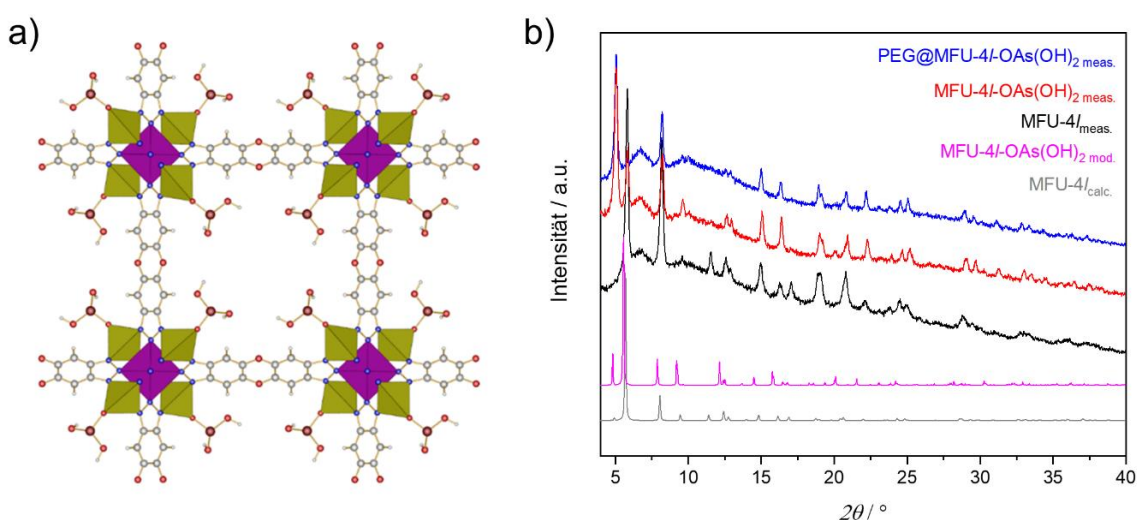 a)
b)
PEG@MFU-4l-OAs(OH)2 meas.
MFU-4l-OAs(OH)2 meas.
MFU-4lmeas.
MFU-4l-OAs(OH)2 mod.
MFU-4lcalc.
Intensität / a.u.
5 10 15 20 25 30 35 40
2θ / °